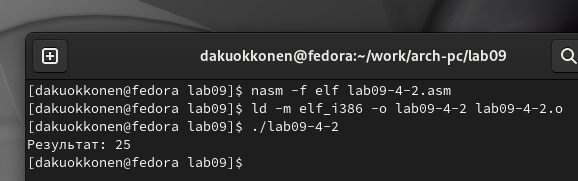 dakuokkonen@fedora:~/work/arch-pc/lab09
[dakuokkonen@fedora lab09]$ nasm -f elf lab09-4-2.asm
[dakuokkonen@fedora lab09]$ ld -m elf_i386 -o lab09-4-2 lab09-4-2.o
[dakuokkonen@fedora lab09]$ ./lab09-4-2
Результат: 25
[dakuokkonen@fedora lab09]$